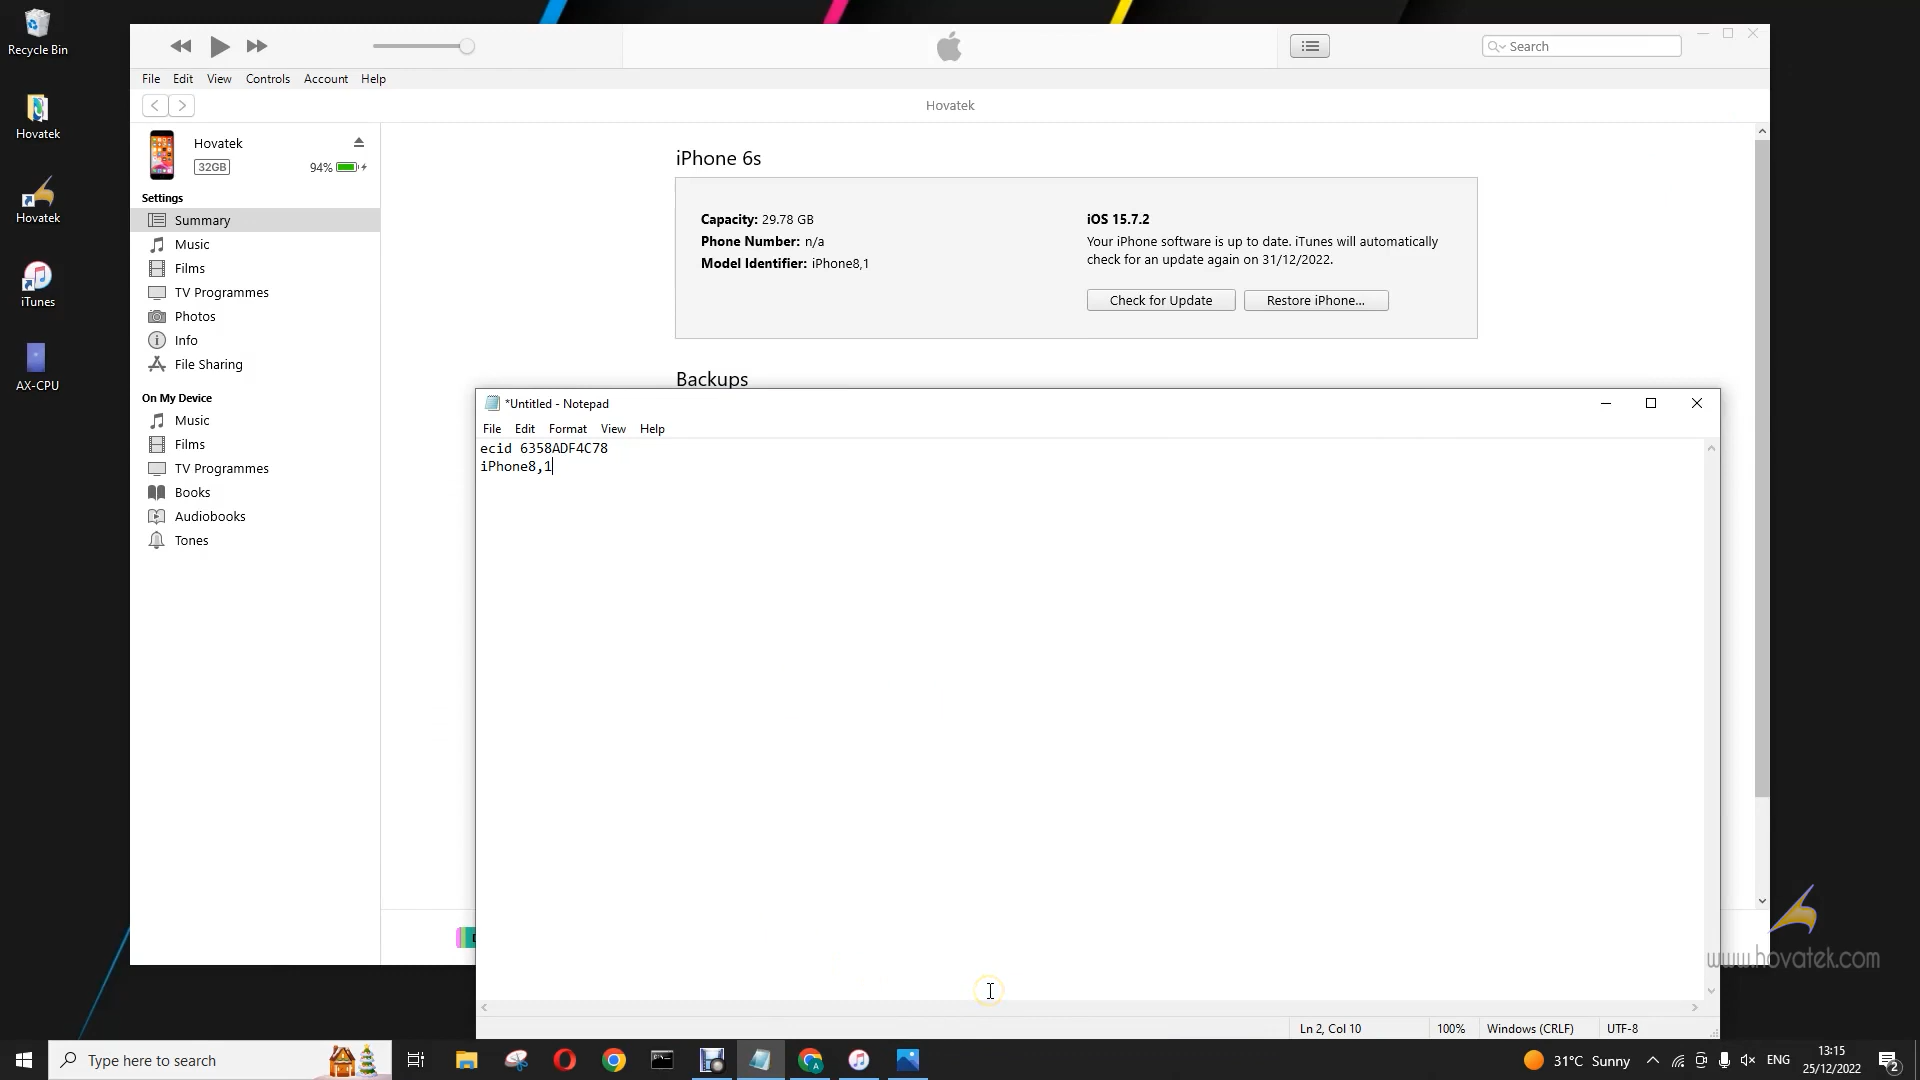 Recycle Bin
Hovatek
Hovatek
iTunes
AX-CPU
Search
File Edit View Controls Account Help
Hovatek
Hovatek
32GB 94%
Settings
Summary
Music
Films
TV Programmes
Photos
Info
File Sharing
On My Device
Music
Films
TV Programmes
Books
Audiobooks
Tones
iPhone 6s
Capacity: 29.78 GB
Phone Number: n/a
Model Identifier: iPhone8,1
iOS 15.7.2
Your iPhone software is up to date. iTunes will automatically
check for an update again on 31/12/2022.
Check for Update Restore iPhone...
Backups
*Untitled - Notepad
File Edit Format View Help
ecid 6358ADF4C78
iPhone8,1
Ln 2, Col 10 100% Windows (CRLF) UTF-8
www.hovatek.com
Type here to search
A
31°C Sunny
ENG
13:15
25/12/2022
2